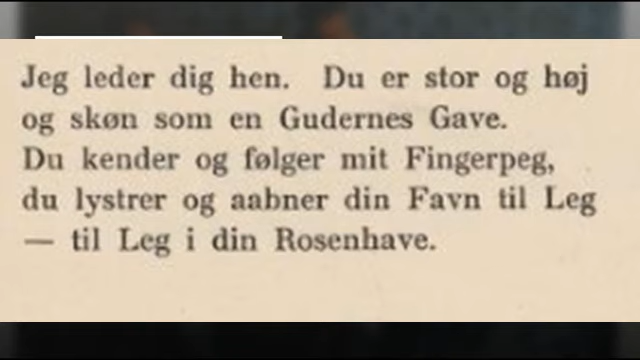 Jeg leder dig hen. Du er stor og høj
og skøn som en Gudernes Gave.
Du kender og følger mit Fingerpeg,
du lystrer og aabner din Favn til Leg
— til Leg i din Rosenhave.